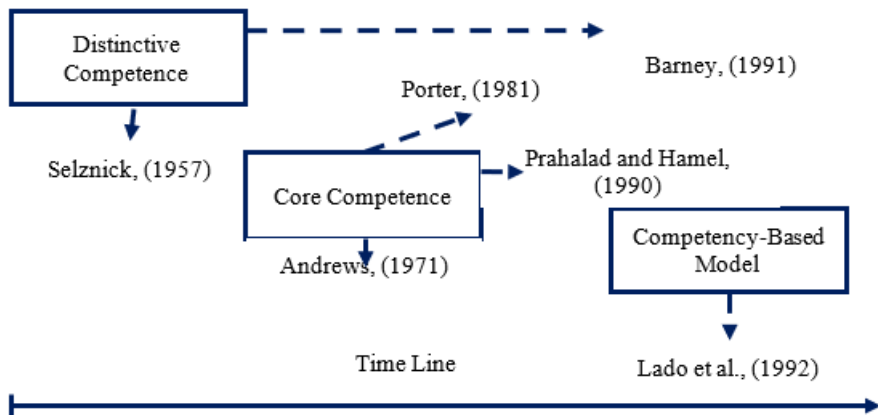 Distinctive
Competence
Barney, (1991)
Porter, (1981)
Selznick, (1957)
Prahalad and Hamel,
(1990)
Core Competence
Competency-Based
Model
Andrews, (1971)
Time Line
Lado et al., (1992)